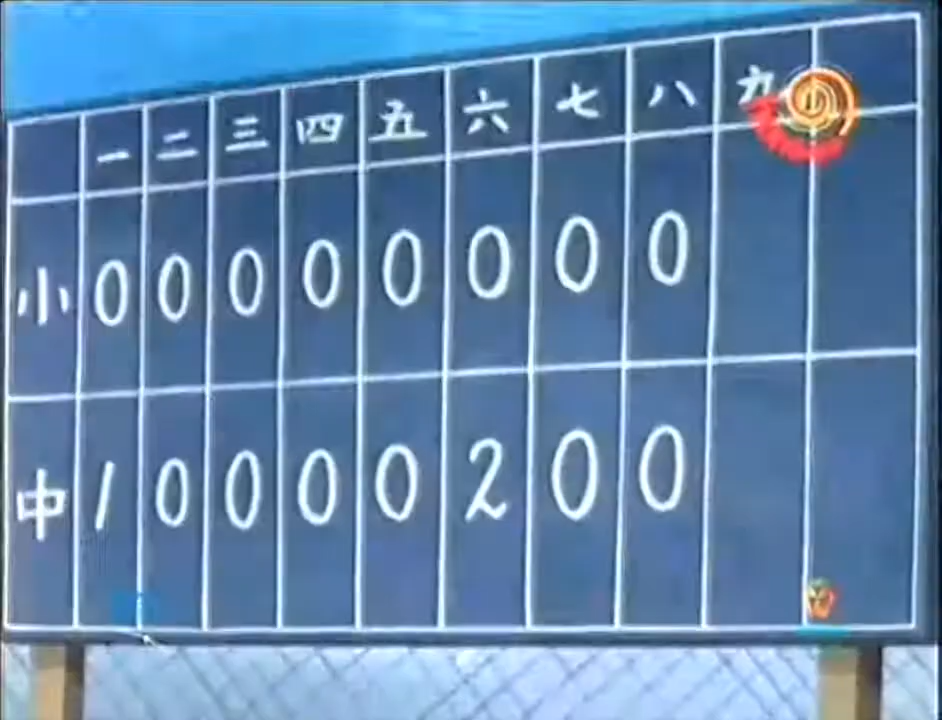 一 二 三 四 五 六 七 八 九
小 0 0 0 0 0 0 0 0
中 1 0 0 0 0 2 0 0